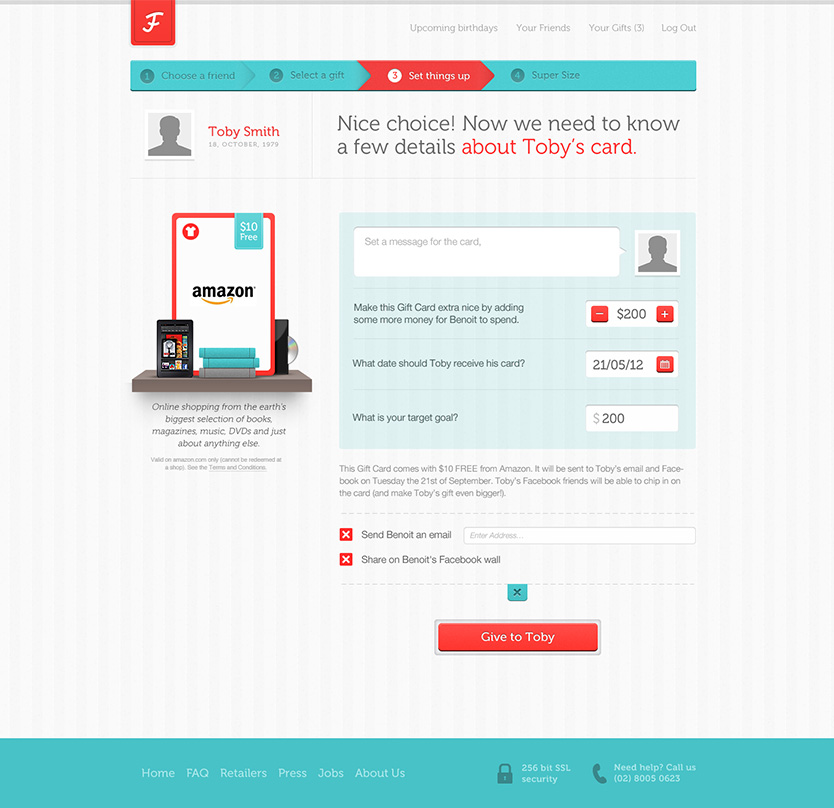 F
Upcoming birthdays Your Friends Your Gifts (3) Log Out
1 Choose a friend 2 Select a gift 3 Set things up 4 Super Size
Toby Smith
18, OCTOBER, 1979
Nice choice! Now we need to know
a few details about Toby's card.
$10
Free
amazon
Online shopping from the earth's
biggest selection of books,
magazines, music, DVDs and just
about anything else.
Valid on amazon.com only (cannot be redeemed at
a shop). See the Terms and Conditions.
Set a message for the card,
Make this Gift Card extra nice by adding
some more money for Benoit to spend.
− $200 +
What date should Toby receive his card?
21/05/12
What is your target goal?
$ 200
This Gift Card comes with $10 FREE from Amazon. It will be sent to Toby's email and Face-
book on Tuesday the 21st of September. Toby's Facebook friends will be able to chip in on
the card (and make Toby's gift even bigger!).
Send Benoit an email
Enter Address...
Share on Benoit's Facebook wall
Give to Toby
Home FAQ Retailers Press Jobs About Us
256 bit SSL
security
Need help? Call us
(02) 8005 0623